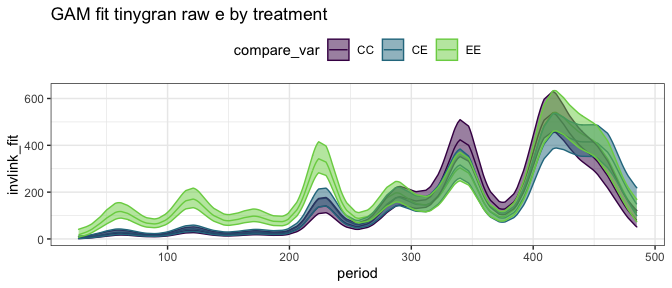 GAM fit tinygran raw e by treatment
compare_var CC CE EE
600
400
200
0
invlink_fit
100 200 300 400 500
period